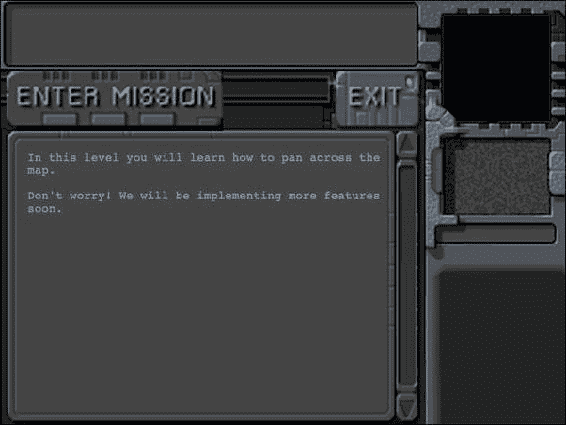 ENTER MISSION
EXIT
In this level you will learn how to pan across the
map.
Don't worry! We will be implementing more features
soon.